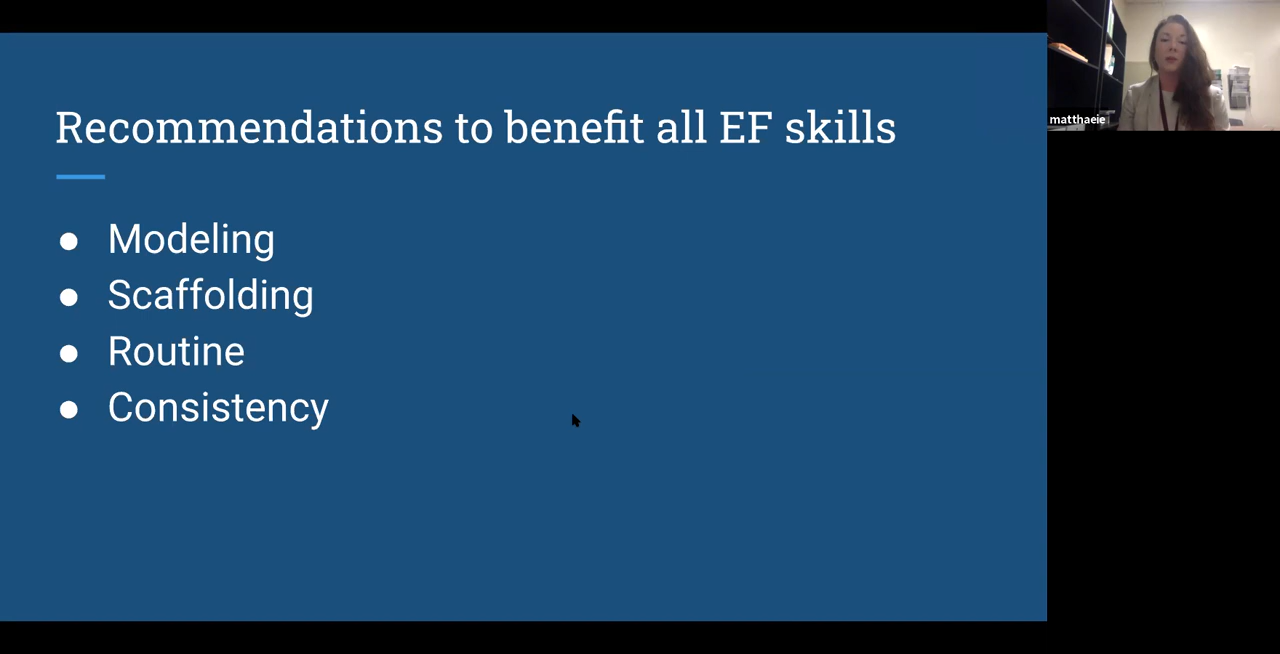 Recommendations to benefit all EF skills
● Modeling
● Scaffolding
● Routine
● Consistency
matthaeie